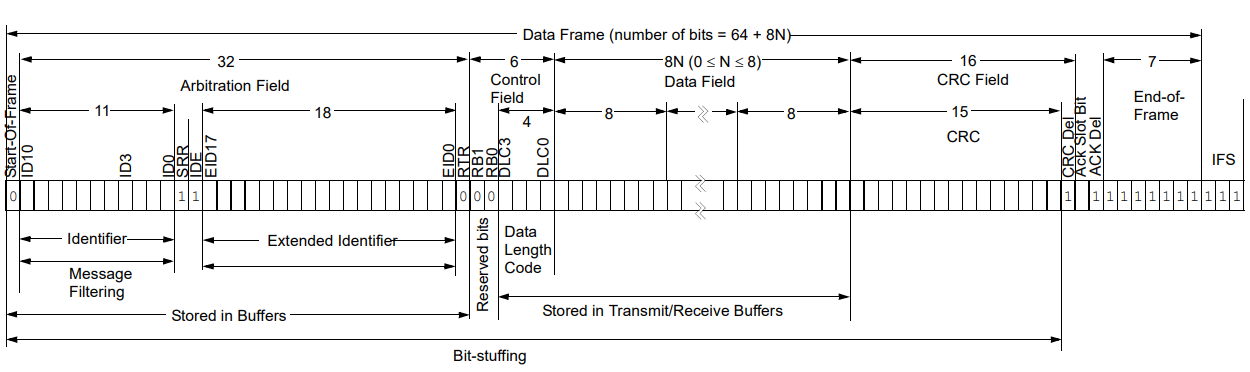 Data Frame (number of bits = 64 + 8N)
32
6
8N (0 ≤ N ≤ 8)
16
7
Arbitration Field
Control
Field
Data Field
CRC Field
End-of-
Frame
11
18
4
8
8
15
CRC
IFS
Start-Of-Frame
ID10
ID3
ID0
SRR
IDE
EID17
EID0
RTR
RB1
RB0
DLC3
DLC0
CRC Del
Ack Slot Bit
ACK Del
0 1 1 0 0 0 1 1 1 1 1 1 1 1 1 1 1 1
Identifier
Extended Identifier
Message
Filtering
Reserved bits
Data
Length
Code
Stored in Buffers
Stored in Transmit/Receive Buffers
Bit-stuffing